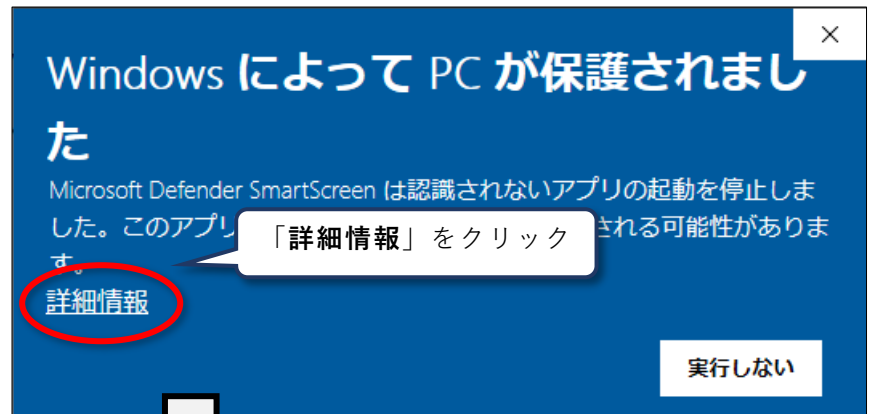 Windows によって PC が保護されまし
た
Microsoft Defender SmartScreen は認識されないアプリの起動を停止しま
した。このアプリ
される可能性がありま
す。
「詳細情報」をクリック
詳細情報
実行しない